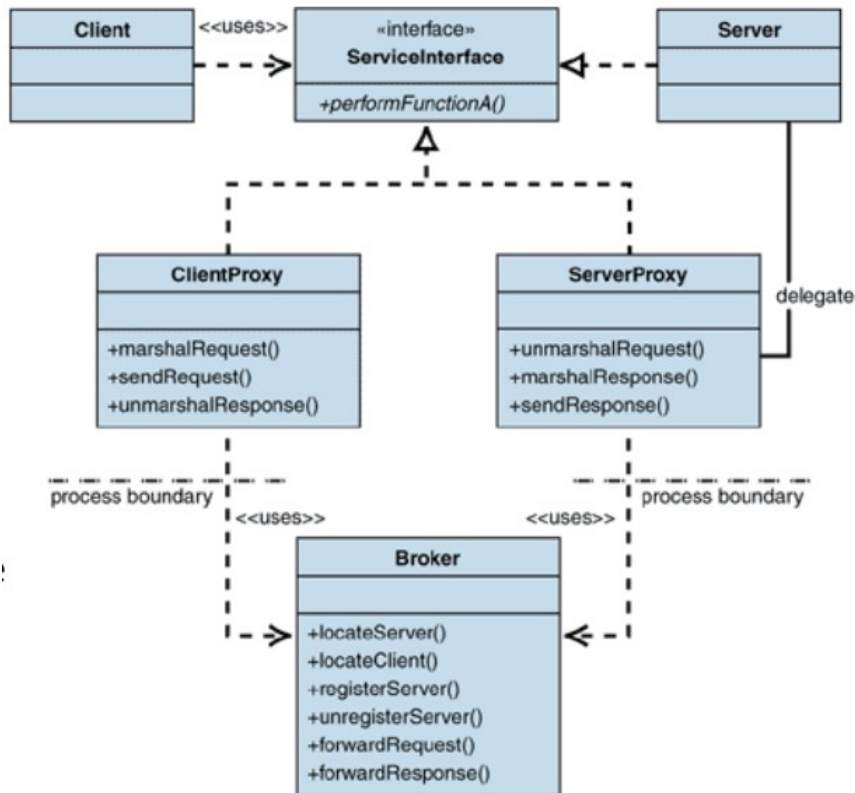 Client
<<uses>>
«interface»
ServiceInterface
+performFunctionA()
Server
ClientProxy
+marshalRequest()
+sendRequest()
+unmarshalResponse()
ServerProxy
+unmarshalRequest()
+marshalResponse()
+sendResponse()
delegate
process boundary
process boundary
<<uses>>
<<uses>>
Broker
+locateServer()
+locateClient()
+registerServer()
+unregisterServer()
+forwardRequest()
+forwardResponse()